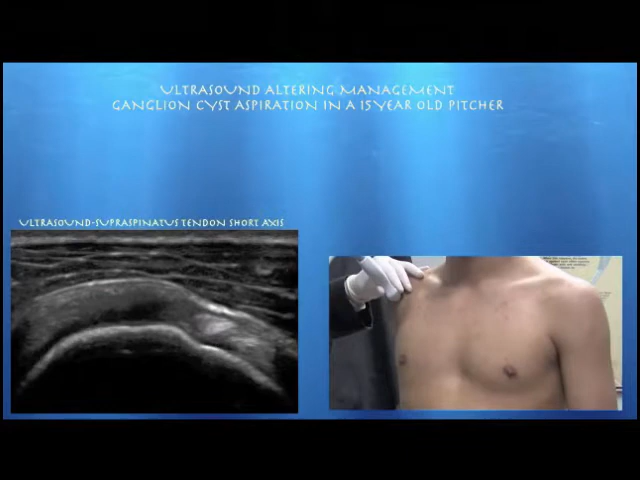 ULTRASOUND ALTERING MANAGEMENT
GANGLION CYST ASPIRATION IN A 15 YEAR OLD PITCHER
ULTRASOUND-SUPRASPINATUS TENDON SHORT AXIS